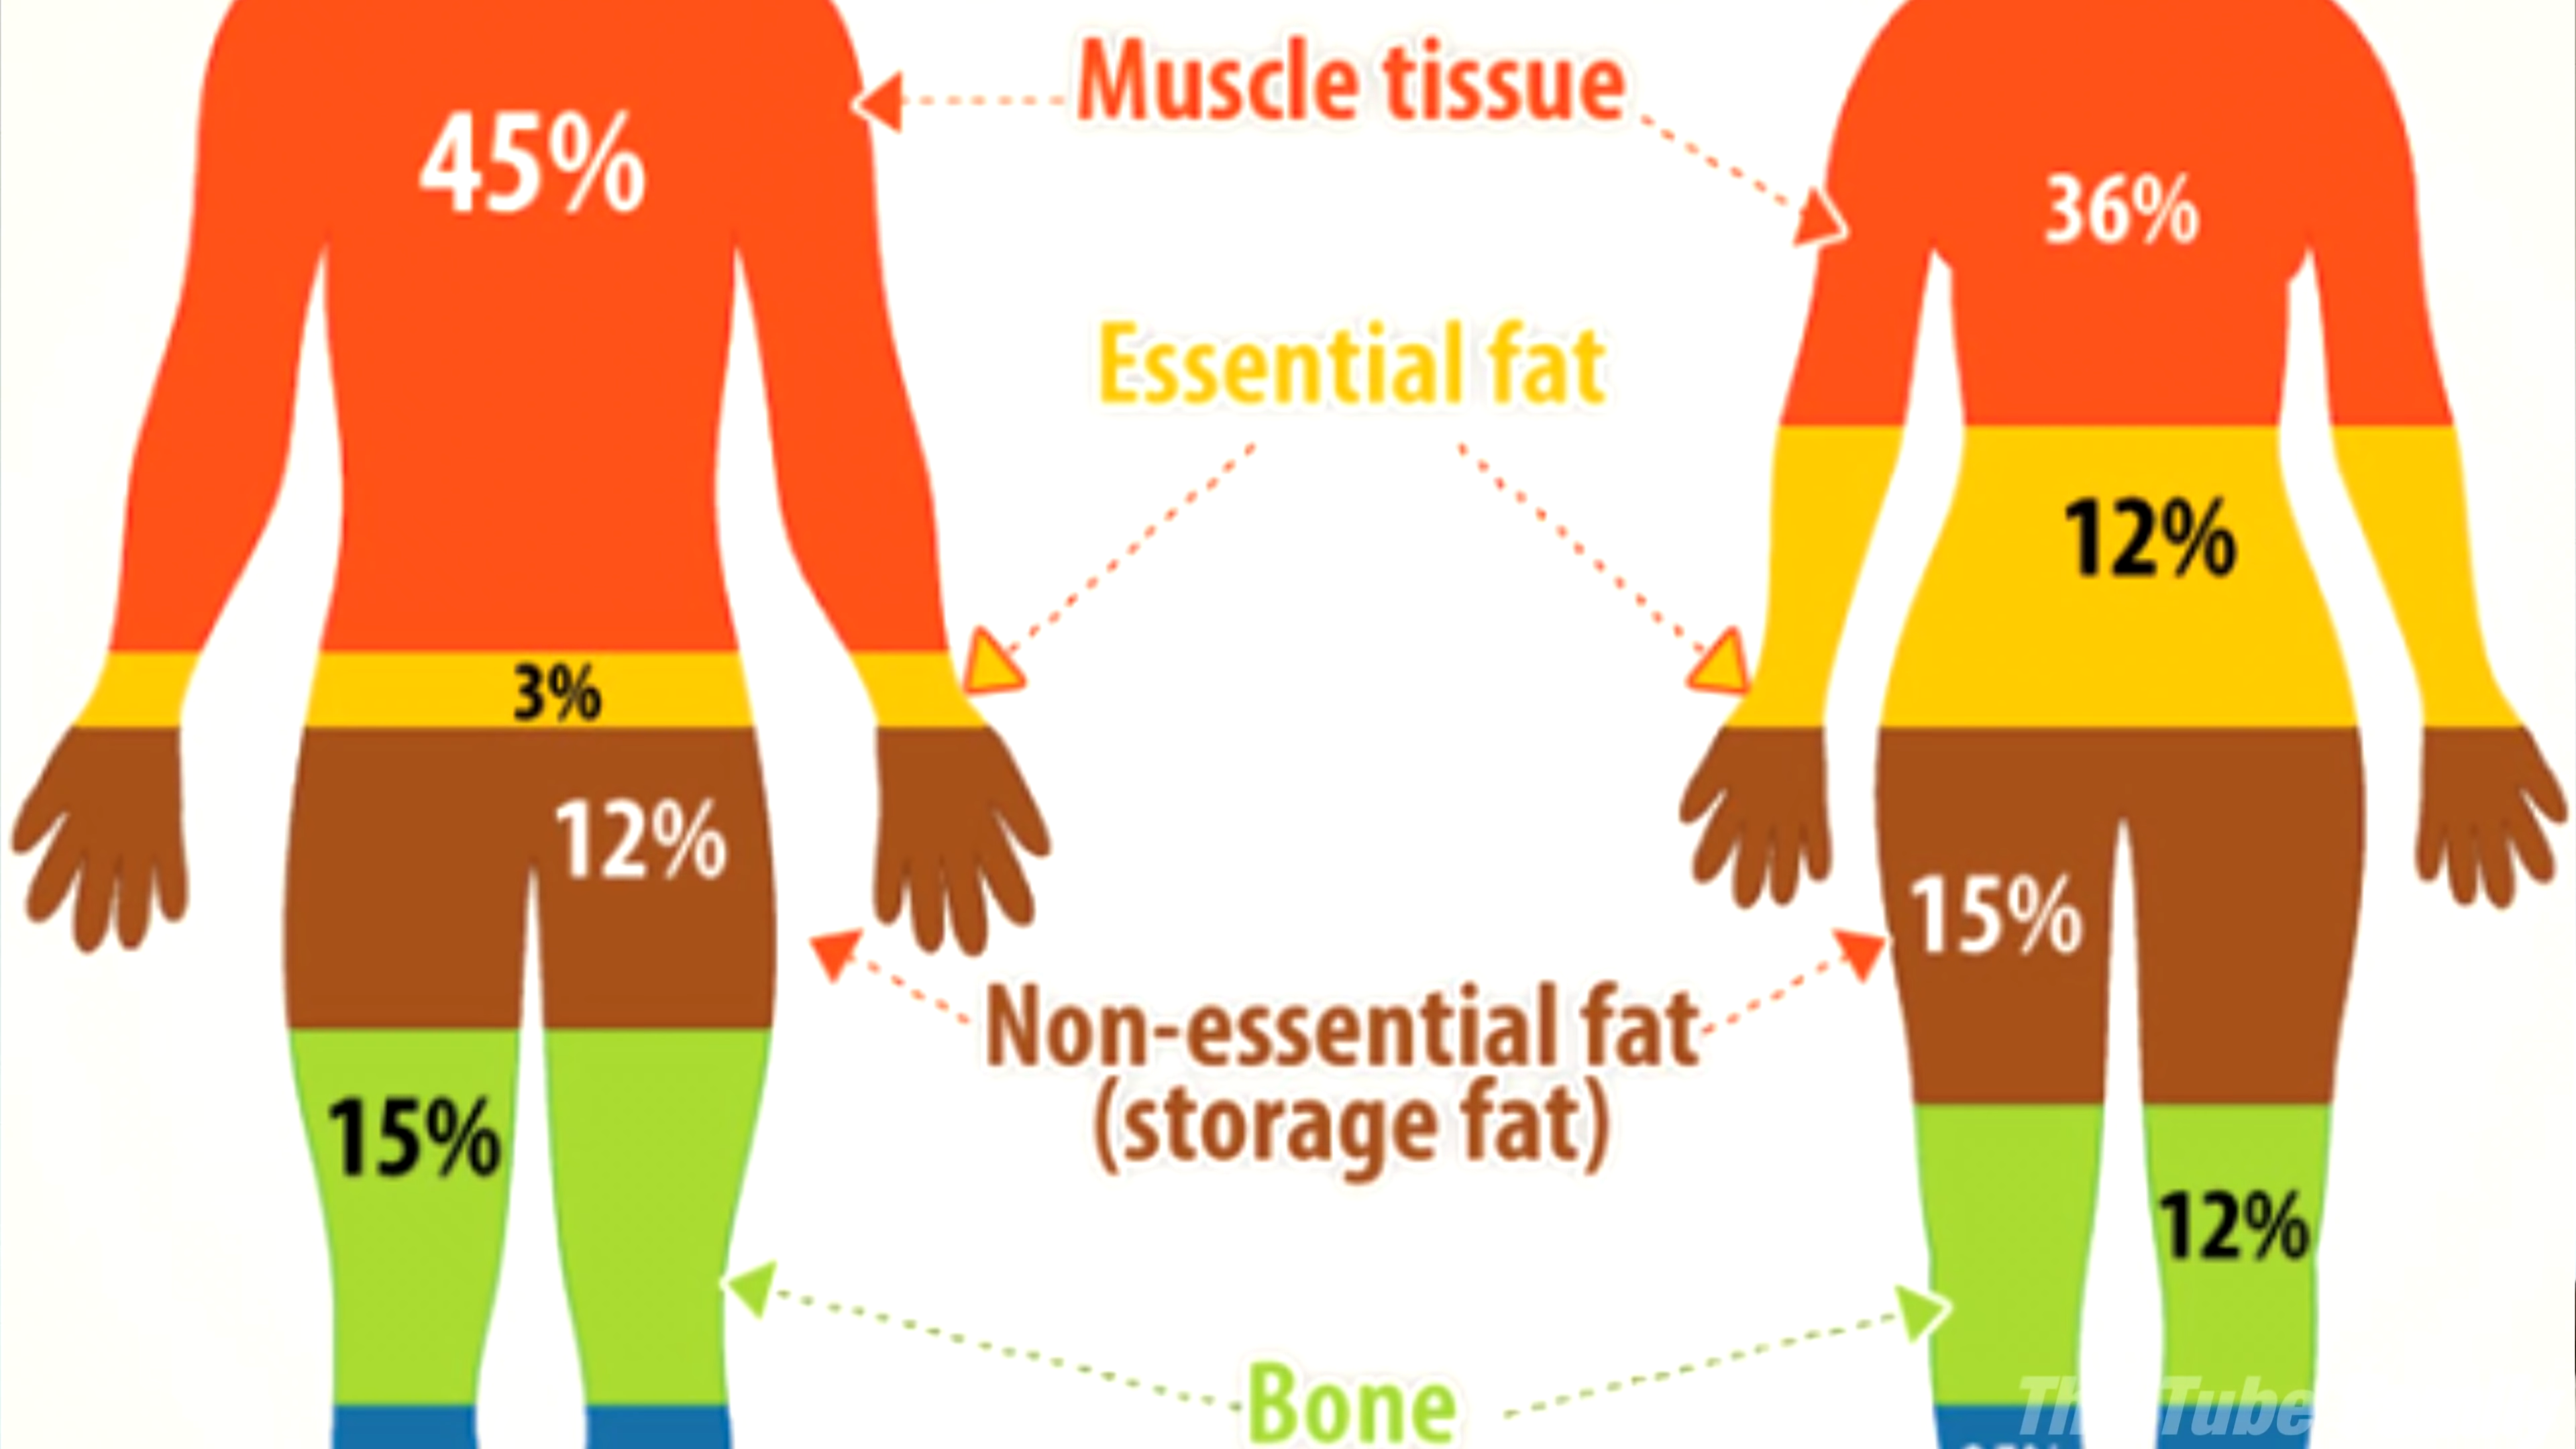 Muscle tissue
45%
36%
Essential fat
12%
3%
12%
15%
Non-essential fat
(storage fat)
15%
12%
Bone